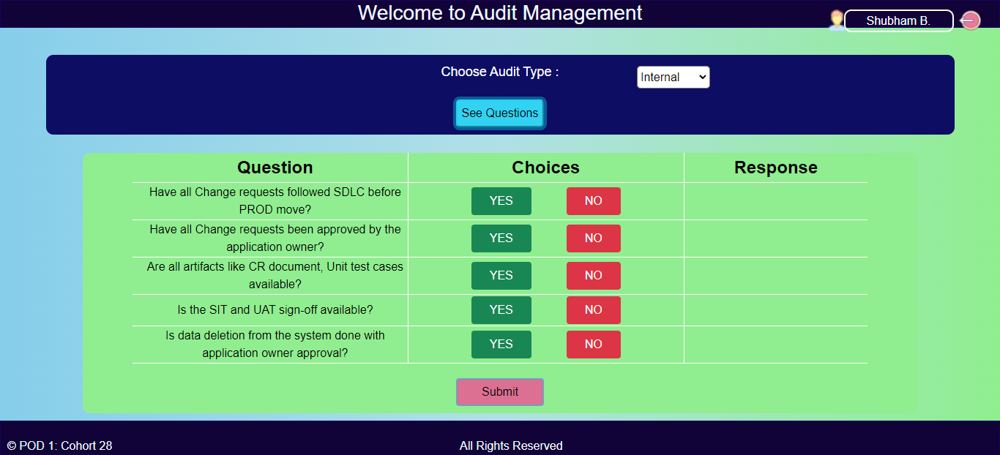 Welcome to Audit Management
Shubham B.
Choose Audit Type :
Internal
See Questions
Question Choices Response
Have all Change requests followed SDLC before
PROD move?
YES NO
Have all Change requests been approved by the
application owner?
YES NO
Are all artifacts like CR document, Unit test cases
available?
YES NO
Is the SIT and UAT sign-off available?
YES NO
Is data deletion from the system done with
application owner approval?
YES NO
Submit
© POD 1: Cohort 28
All Rights Reserved